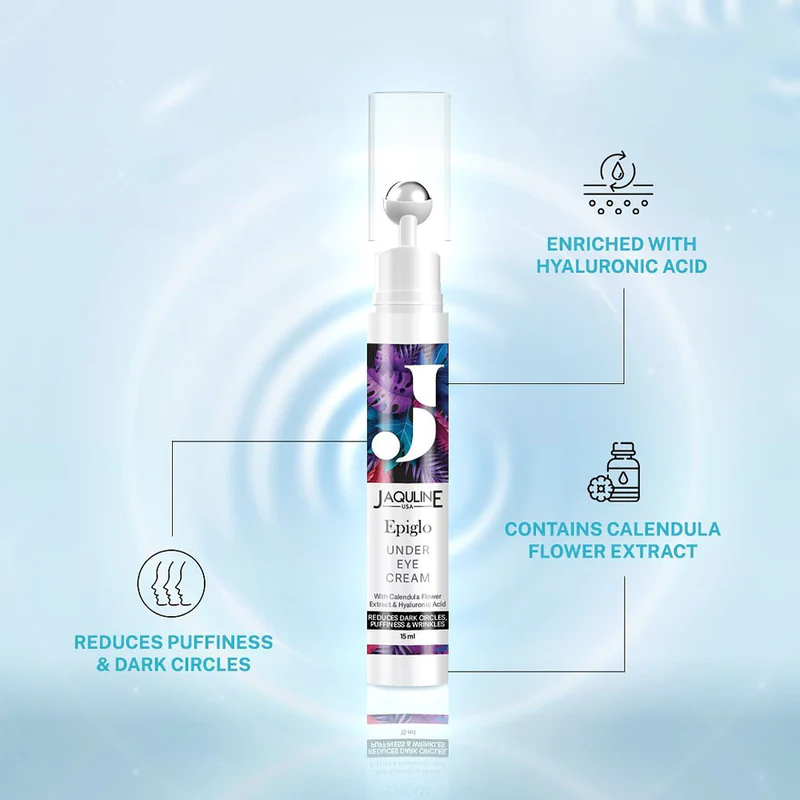 ENRICHED WITH
HYALURONIC ACID
J
JAQULINE
USA
Epiglo
UNDER
EYE
CREAM
With Calendula Flower
Extract & Hyaluronic Acid
REDUCES DARK CIRCLES,
PUFFINESS & WRINKLES
15 ml
CONTAINS CALENDULA
FLOWER EXTRACT
REDUCES PUFFINESS
& DARK CIRCLES